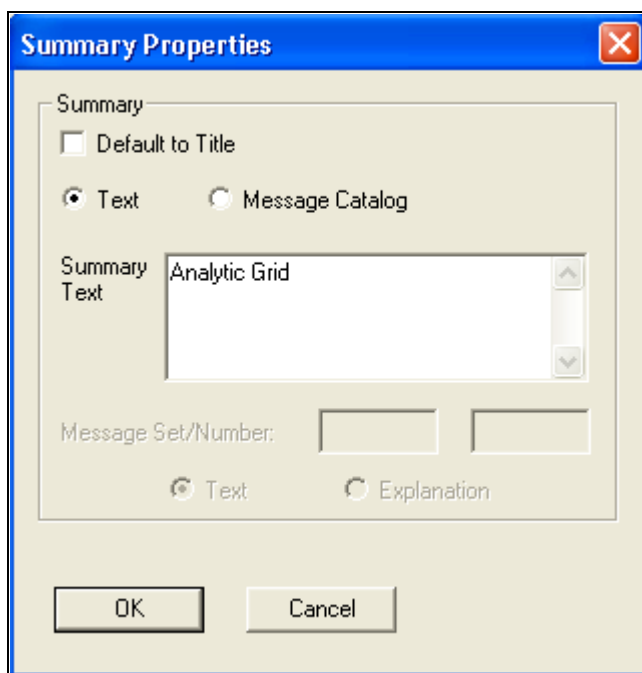 Summary Properties
Summary
Default to Title
Text Message Catalog
Summary Text
Analytic Grid
Message Set/Number:
Text Explanation
OK Cancel